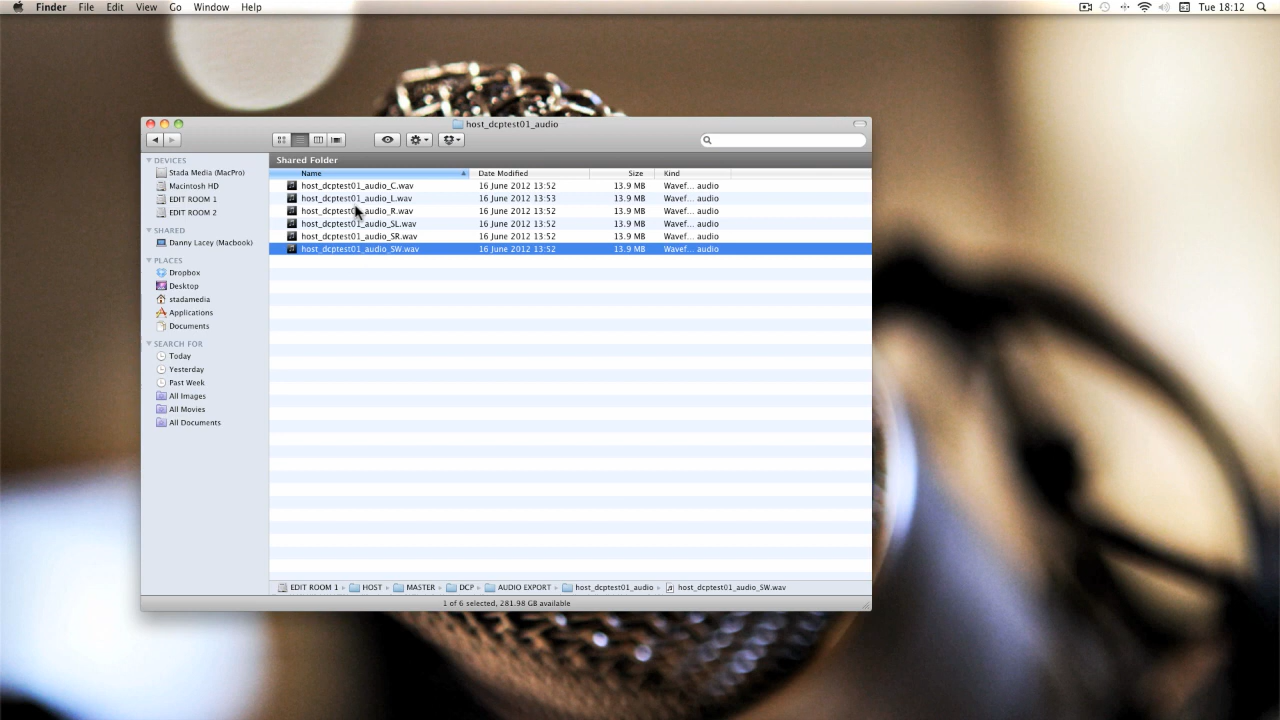 Finder File Edit View Go Window Help Tue 18:12
host_dcptest01_audio
Shared Folder
Name Date Modified Size Kind
host_dcptest01_audio_C.wav 16 June 2012 13:52 13.9 MB Wavef... audio
host_dcptest01_audio_L.wav 16 June 2012 13:53 13.9 MB Wavef... audio
host_dcptest01_audio_R.wav 16 June 2012 13:52 13.9 MB Wavef... audio
host_dcptest01_audio_SL.wav 16 June 2012 13:52 13.9 MB Wavef... audio
host_dcptest01_audio_SR.wav 16 June 2012 13:52 13.9 MB Wavef... audio
host_dcptest01_audio_SW.wav 16 June 2012 13:52 13.9 MB Wavef... audio
DEVICES
Stada Media (MacPro)
Macintosh HD
EDIT ROOM 1
EDIT ROOM 2
SHARED
Danny Lacey (Macbook)
PLACES
Dropbox
Desktop
stadamedia
Applications
Documents
SEARCH FOR
Today
Yesterday
Past Week
All Images
All Movies
All Documents
EDIT ROOM 1 HOST MASTER DCP AUDIO EXPORT host_dcptest01_audio host_dcptest01_audio_SW.wav
1 of 6 selected, 281.98 GB available